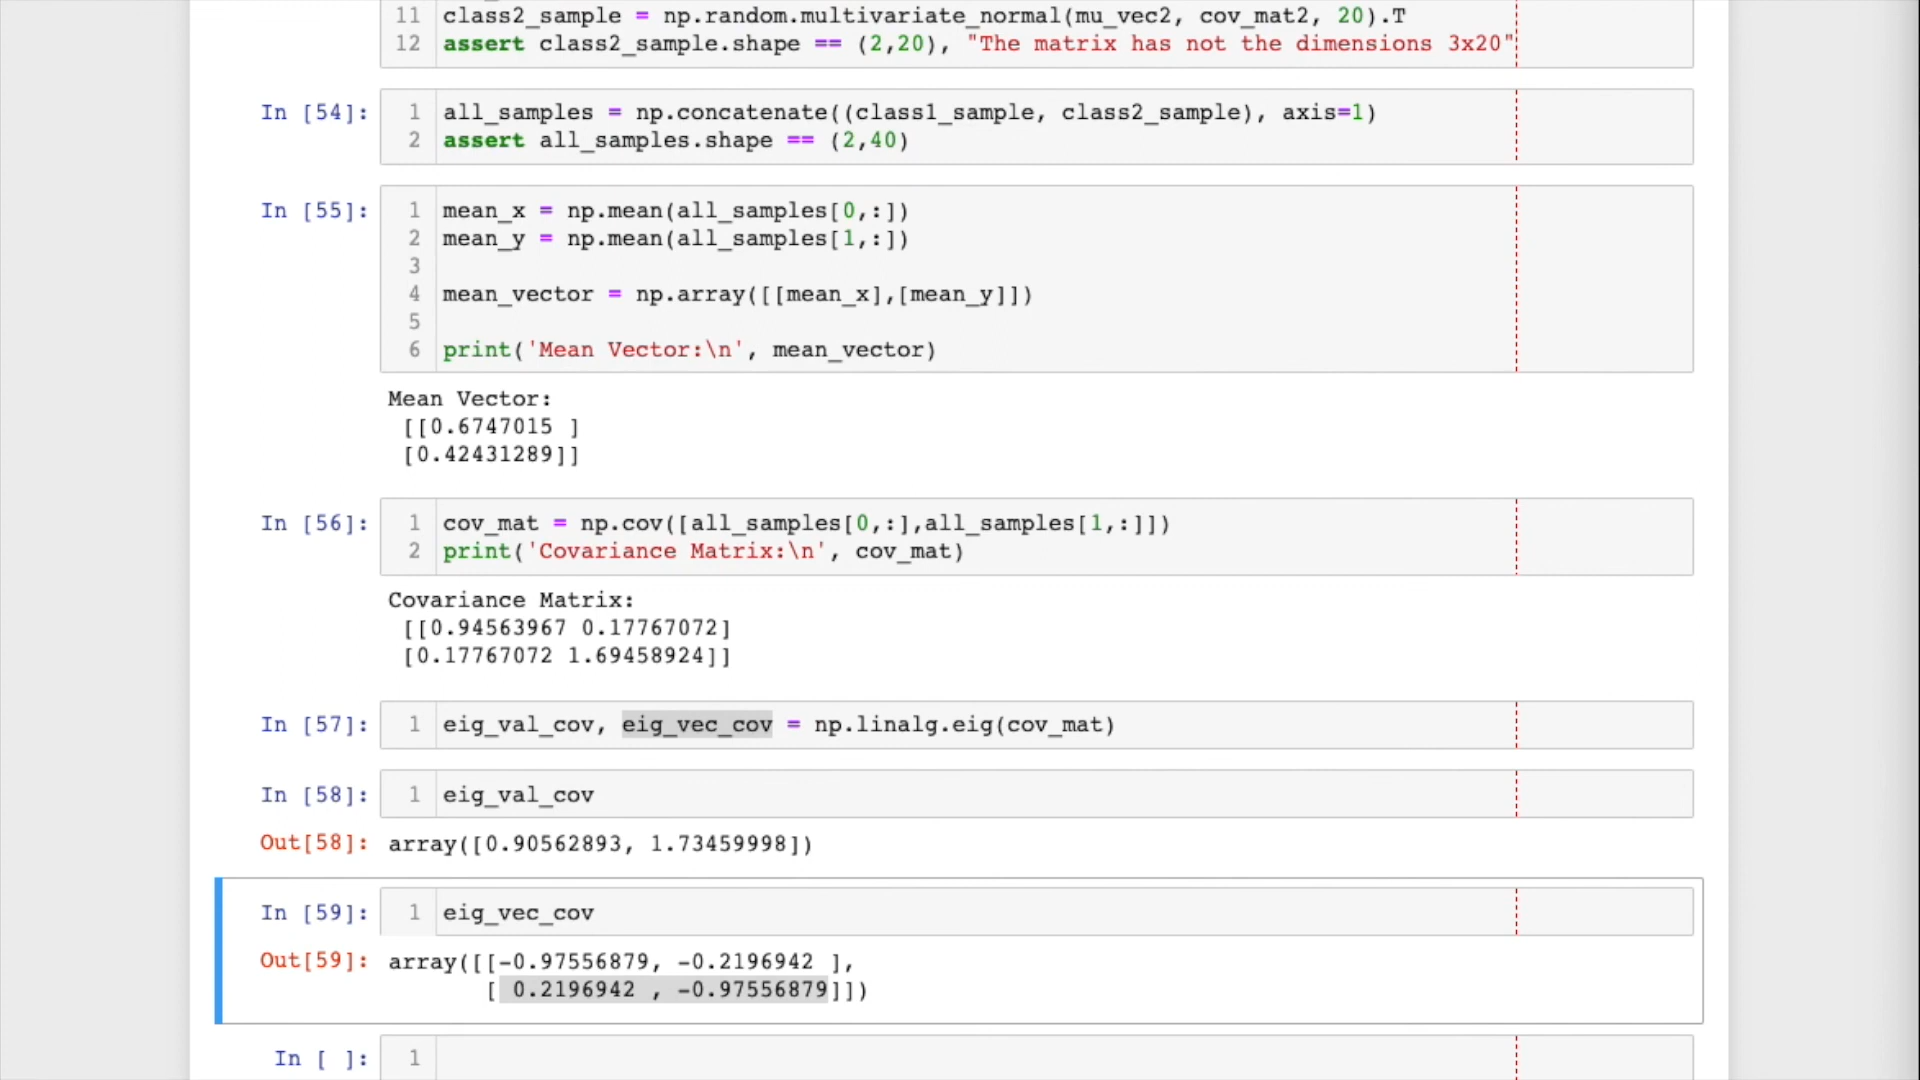 11 class2_sample = np.random.multivariate_normal(mu_vec2, cov_mat2, 20).T
12 assert class2_sample.shape == (2,20), "The matrix has not the dimensions 3x20"
In [54]: 1 all_samples = np.concatenate((class1_sample, class2_sample), axis=1)
2 assert all_samples.shape == (2,40)
In [55]: 1 mean_x = np.mean(all_samples[0,:])
2 mean_y = np.mean(all_samples[1,:])
3
4 mean_vector = np.array([[mean_x],[mean_y]])
5
6 print('Mean Vector:\n', mean_vector)
Mean Vector:
[[0.6747015 ]
[0.42431289]]
In [56]: 1 cov_mat = np.cov([all_samples[0,:],all_samples[1,:]])
2 print('Covariance Matrix:\n', cov_mat)
Covariance Matrix:
[[0.94563967 0.17767072]
[0.17767072 1.69458924]]
In [57]: 1 eig_val_cov, eig_vec_cov = np.linalg.eig(cov_mat)
In [58]: 1 eig_val_cov
Out[58]: array([0.90562893, 1.73459998])
In [59]: 1 eig_vec_cov
Out[59]: array([[-0.97556879, -0.2196942 ],
[ 0.2196942 , -0.97556879]])
In [ ]: 1